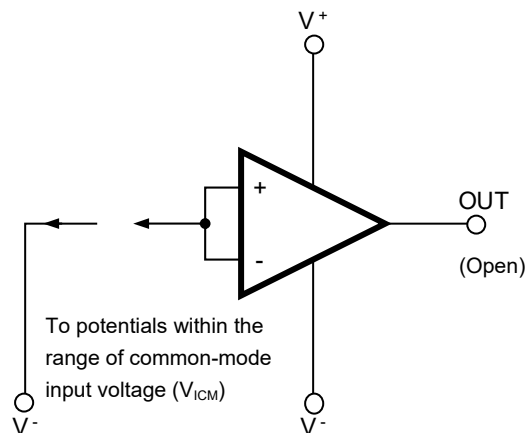 V+
+
-
OUT
(Open)
To potentials within the
range of common-mode
input voltage (VICM)
V-
V-